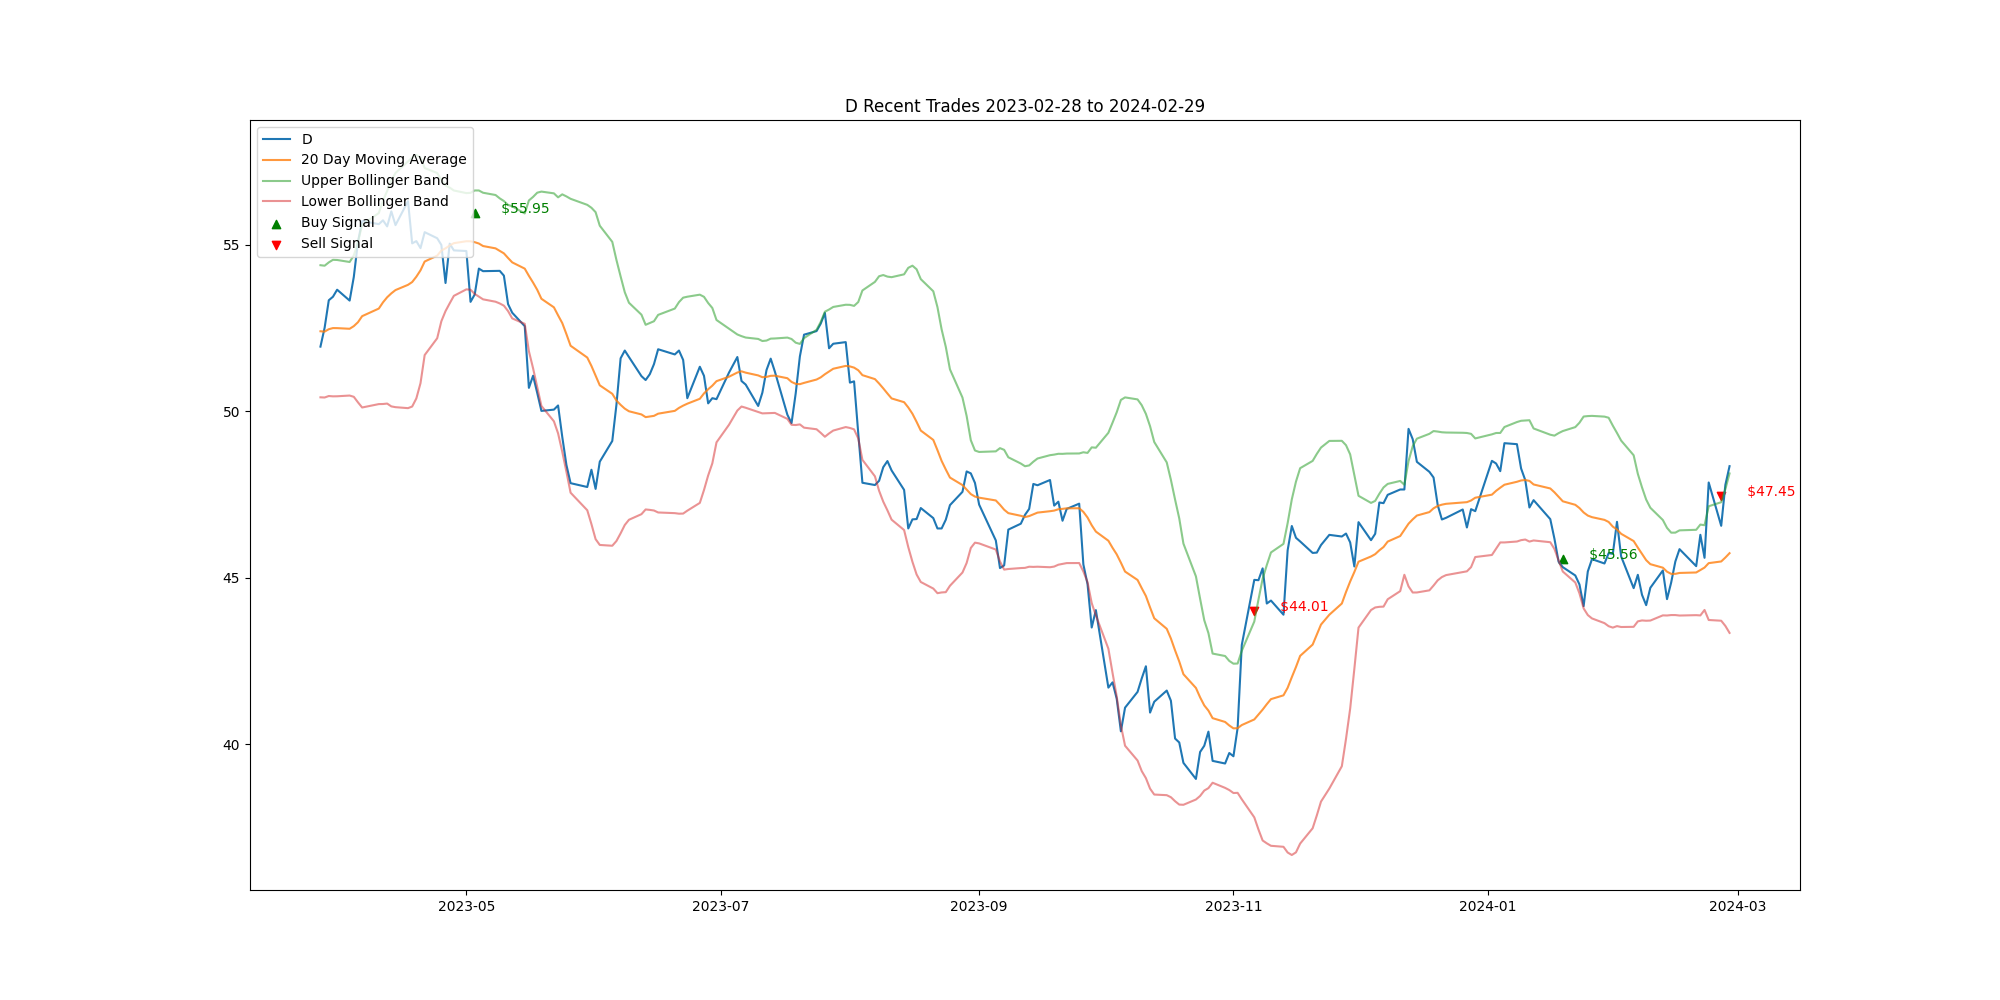 D Recent Trades 2023-02-28 to 2024-02-29
D
20 Day Moving Average
Upper Bollinger Band
Lower Bollinger Band
Buy Signal
Sell Signal
$55.95
$47.45
$45.56
$44.01
55
50
45
40
2023-05
2023-07
2023-09
2023-11
2024-01
2024-03